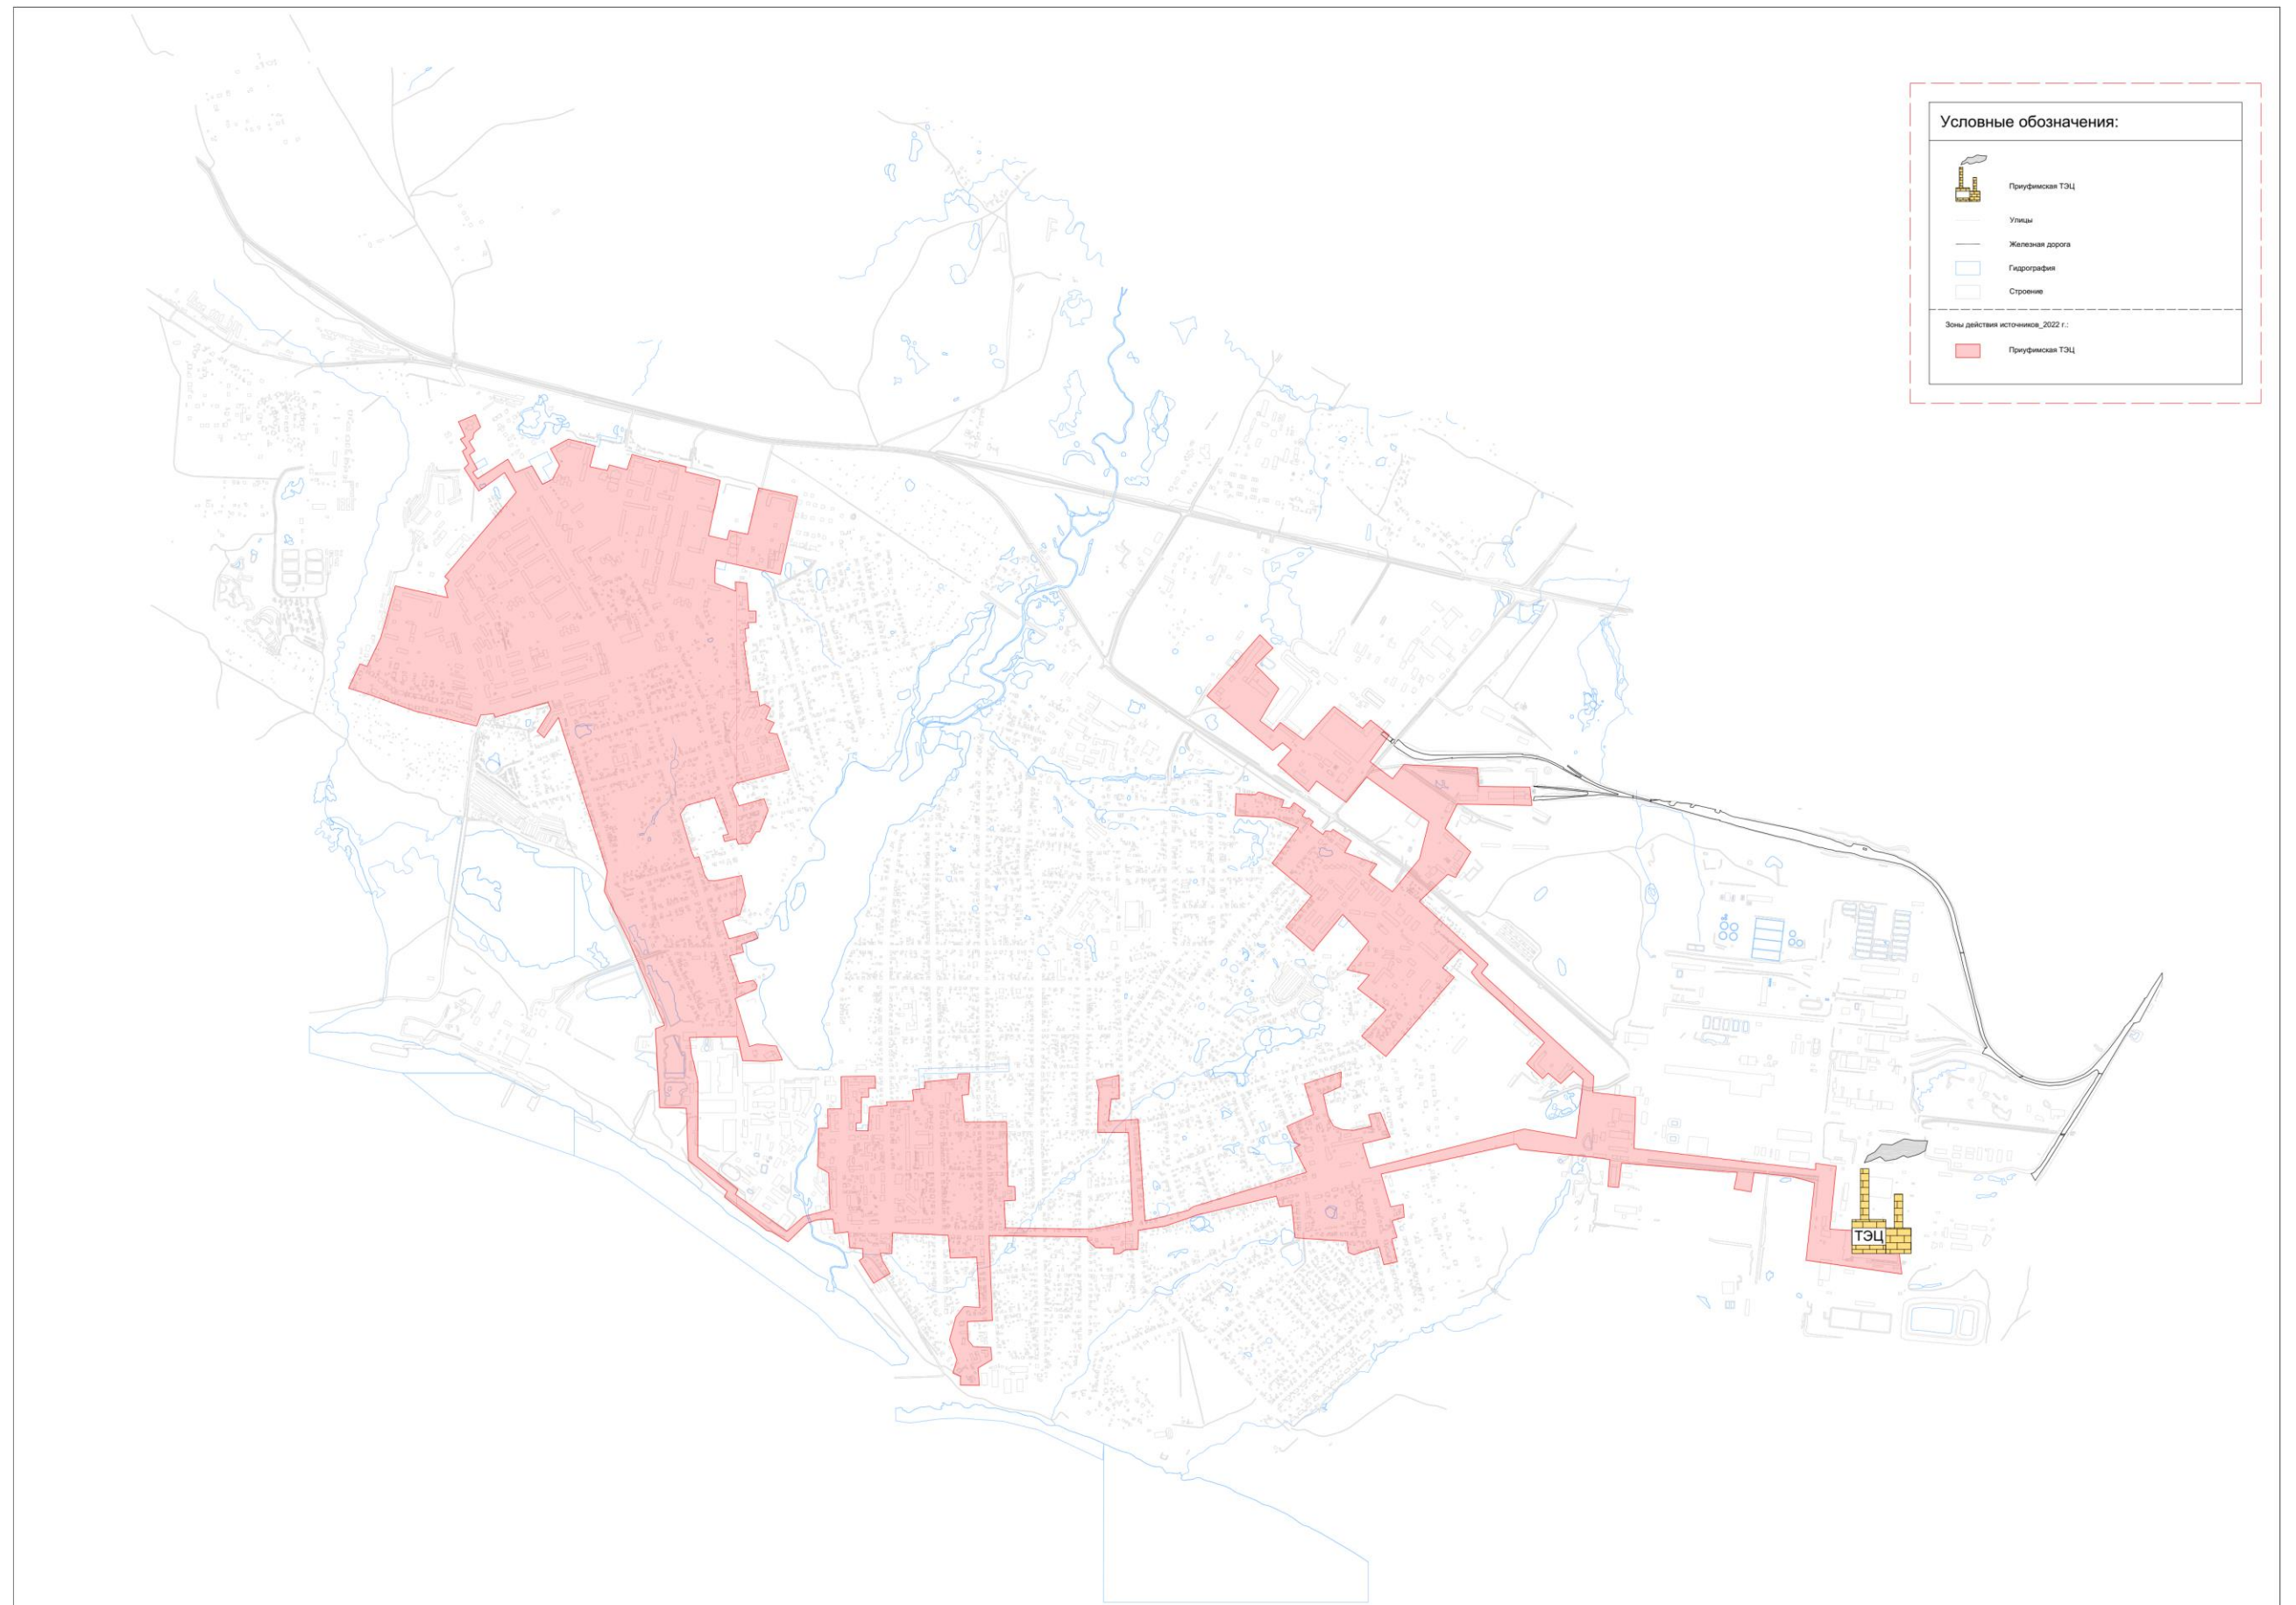 Условные обозначения:
Приуфимская ТЭЦ
Улицы
Железная дорога
Гидрография
Строение
Зоны действия источников_2022 г.:
Приуфимская ТЭЦ
ТЭЦ